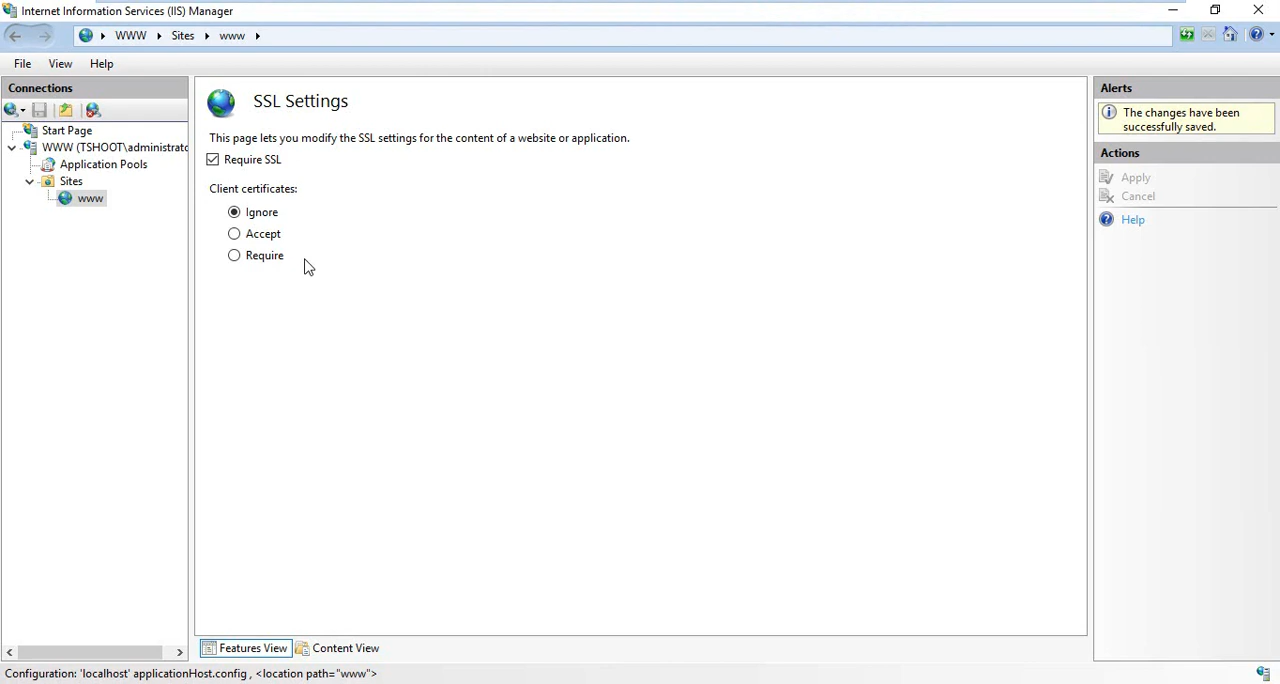 Internet Information Services (IIS) Manager
WWW Sites www
File View Help
Connections
Start Page
WWW (TSHOOT\administrato
Application Pools
Sites
www
SSL Settings
This page lets you modify the SSL settings for the content of a website or application.
Require SSL
Client certificates:
Ignore
Accept
Require
Features View Content View
Alerts
The changes have been
successfully saved.
Actions
Apply
Cancel
Help
Configuration: 'localhost' applicationHost.config , <location path="www">